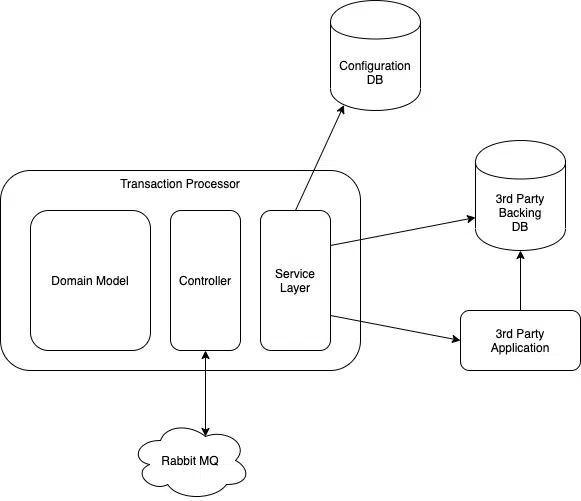 Configuration
DB
Transaction Processor
3rd Party
Backing
DB
Domain Model
Controller
Service
Layer
3rd Party
Application
Rabbit MQ